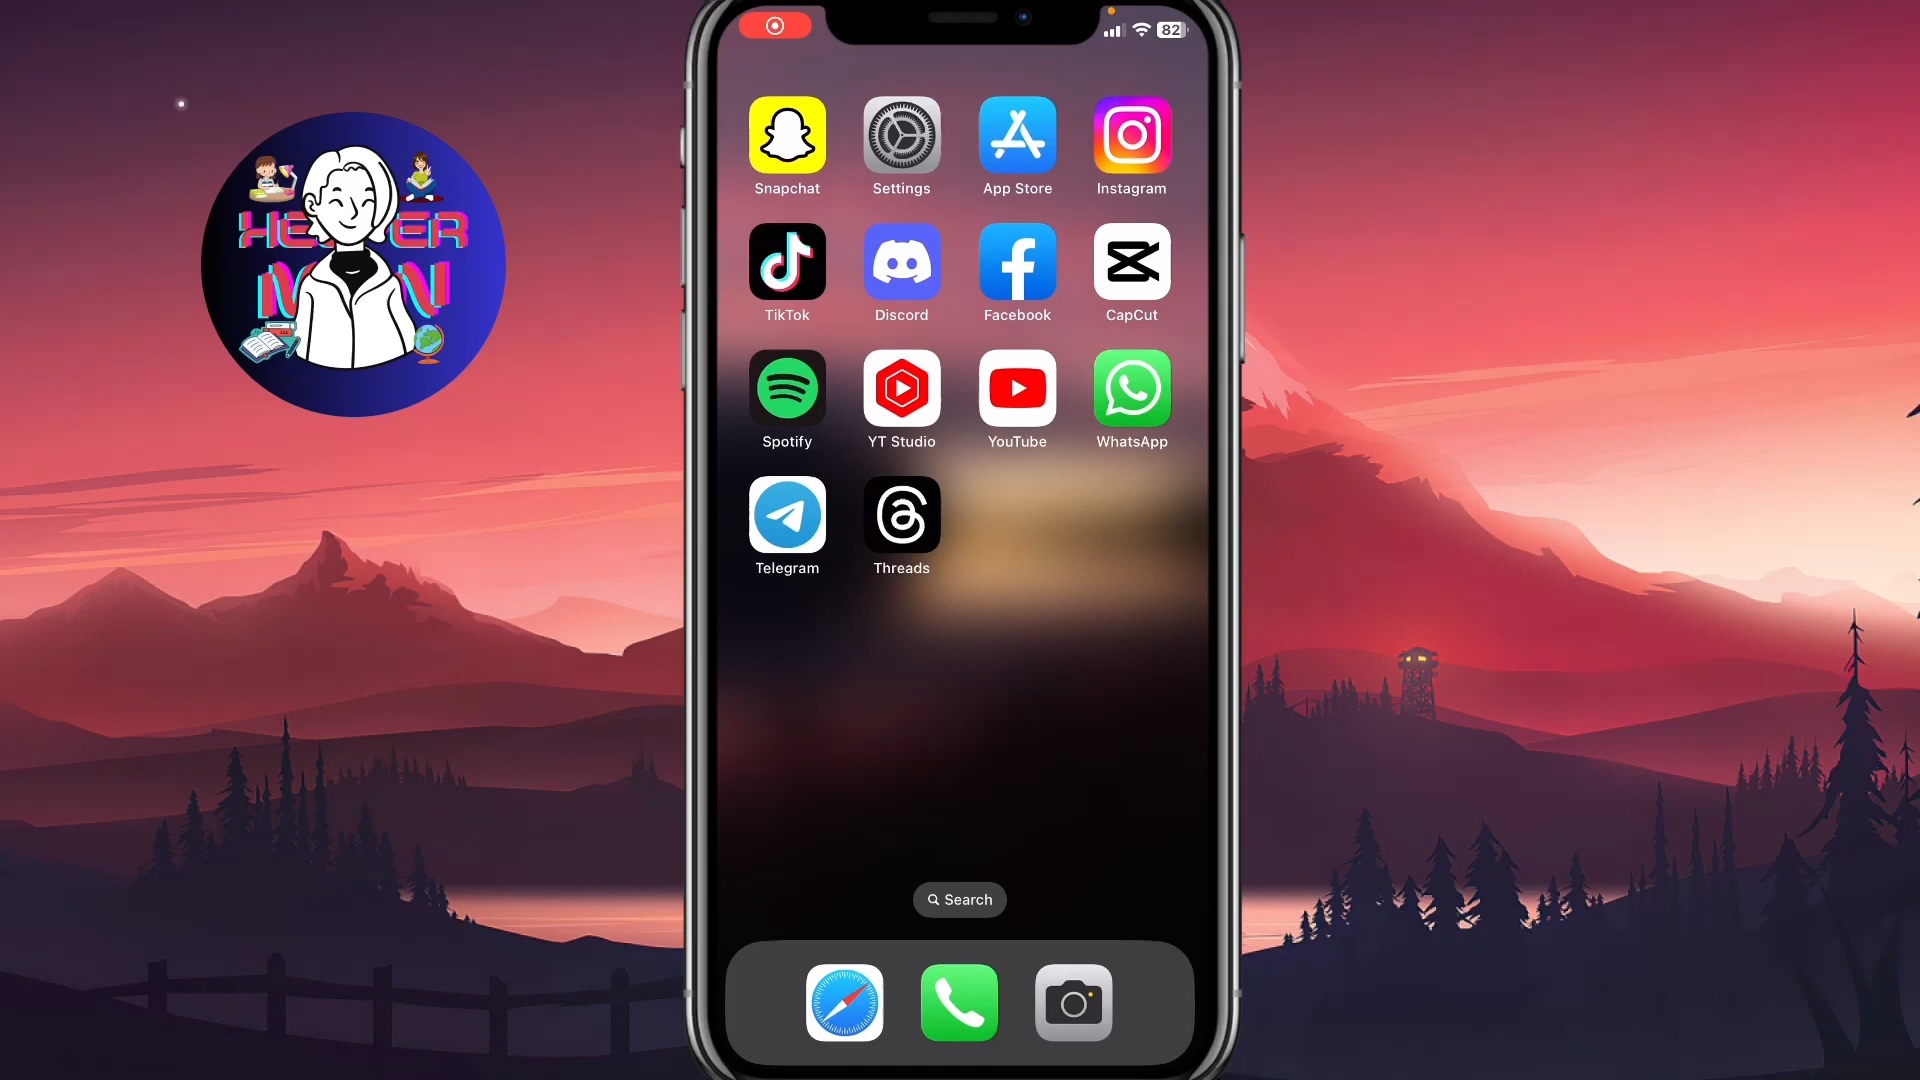 82
Snapchat
Settings
App Store
Instagram
TikTok
Discord
Facebook
CapCut
Spotify
YT Studio
YouTube
WhatsApp
Telegram
Threads
Search